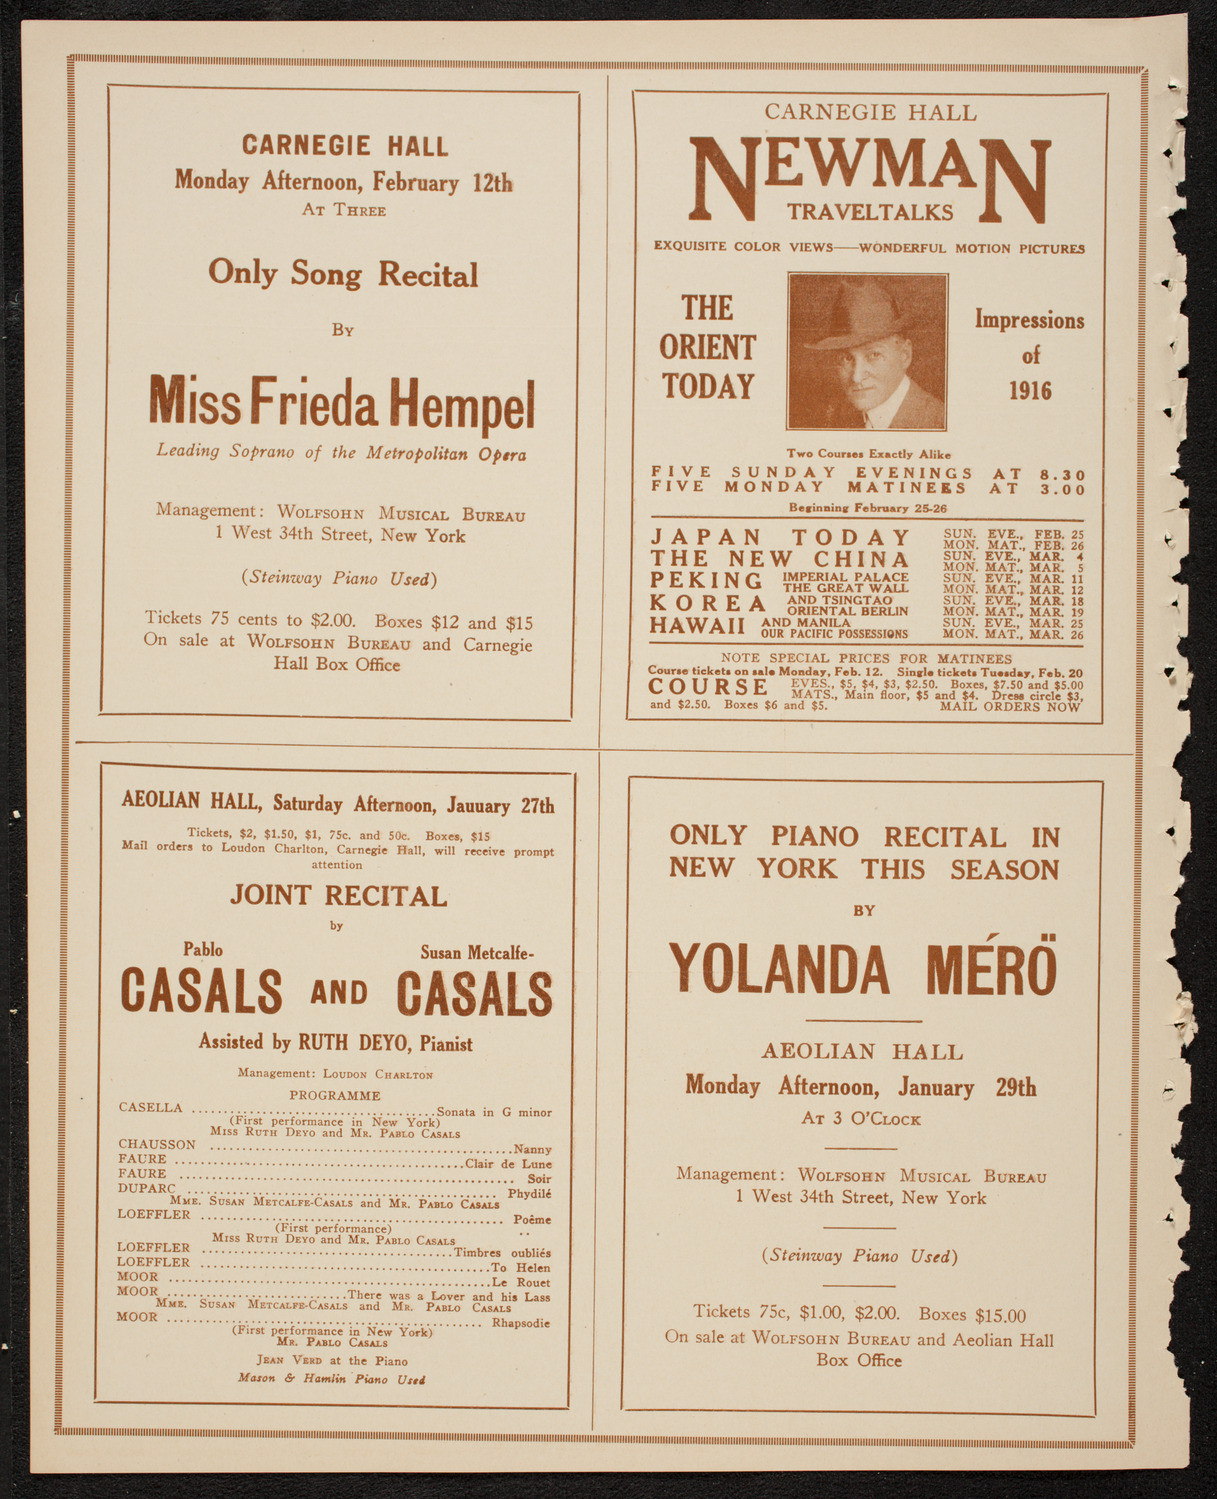 CARNEGIE HALL
Monday Afternoon, February 12th
AT THREE
Only Song Recital
BY
Miss Frieda Hempel
Leading Soprano of the Metropolitan Opera
Management: WOLFSOHN MUSICAL BUREAU
1 West 34th Street, New York
(Steinway Piano Used)
Tickets 75 cents to $2.00. Boxes $12 and $15
On sale at WOLFSOHN BUREAU and Carnegie
Hall Box Office
CARNEGIE HALL
NEWMAN
TRAVELTALKS
EXQUISITE COLOR VIEWS—WONDERFUL MOTION PICTURES
THE
ORIENT
TODAY
Impressions
of
1916
Two Courses Exactly Alike
FIVE SUNDAY EVENINGS AT 8.30
FIVE MONDAY MATINEES AT 3.00
Beginning February 25-26
JAPAN TODAY SUN. EVE., FEB. 25
MON. MAT., FEB. 26
THE NEW CHINA SUN. EVE., MAR. 4
MON. MAT., MAR. 5
PEKING IMPERIAL PALACE SUN. EVE., MAR. 11
THE GREAT WALL MON. MAT., MAR. 12
KOREA AND TSINGTAO SUN. EVE., MAR. 18
ORIENTAL BERLIN MON. MAT., MAR. 19
HAWAII AND MANILA SUN. EVE., MAR. 25
OUR PACIFIC POSSESSIONS MON. MAT., MAR. 26
NOTE SPECIAL PRICES FOR MATINEES
Course tickets on sale Monday, Feb. 12. Single tickets Tuesday, Feb. 20
COURSE EVES., $5, $4, $3, $2.50. Boxes, $7.50 and $5.00
MATS., Main floor, $5 and $4. Dress circle $3,
and $2.50. Boxes $6 and $5. MAIL ORDERS NOW
AEOLIAN HALL, Saturday Afternoon, Jauuary 27th
Tickets, $2, $1.50, $1, 75c. and 50c. Boxes, $15
Mail orders to Loudon Charlton, Carnegie Hall, will receive prompt
attention
JOINT RECITAL
by
Pablo Susan Metcalfe-
CASALS AND CASALS
Assisted by RUTH DEYO, Pianist
Management: LOUDON CHARLTON
PROGRAMME
CASELLA ........ Sonata in G minor
(First performance in New York)
MISS RUTH DEYO and MR. PABLO CASALS
CHAUSSON ........ Nanny
FAURE ........ Clair de Lune
FAURE ........ Soir
DUPARC ........ Phydilé
MME. SUSAN METCALFE-CASALS and MR. PABLO CASALS
LOEFFLER ........ Poême
(First performance)
MISS RUTH DEYO and MR. PABLO CASALS
LOEFFLER ........ Timbres oubliés
LOEFFLER ........ To Helen
MOOR ........ Le Rouet
MOOR ........ There was a Lover and his Lass
MME. SUSAN METCALFE-CASALS and MR. PABLO CASALS
MOOR ........ Rhapsodie
(First performance in New York)
MR. PABLO CASALS
JEAN VERD at the Piano
Mason & Hamlin Piano Used
ONLY PIANO RECITAL IN
NEW YORK THIS SEASON
BY
YOLANDA MÉRÖ
AEOLIAN HALL
Monday Afternoon, January 29th
AT 3 O'CLOCK
Management: WOLFSOHN MUSICAL BUREAU
1 West 34th Street, New York
(Steinway Piano Used)
Tickets 75c, $1.00, $2.00. Boxes $15.00
On sale at WOLFSOHN BUREAU and Aeolian Hall
Box Office